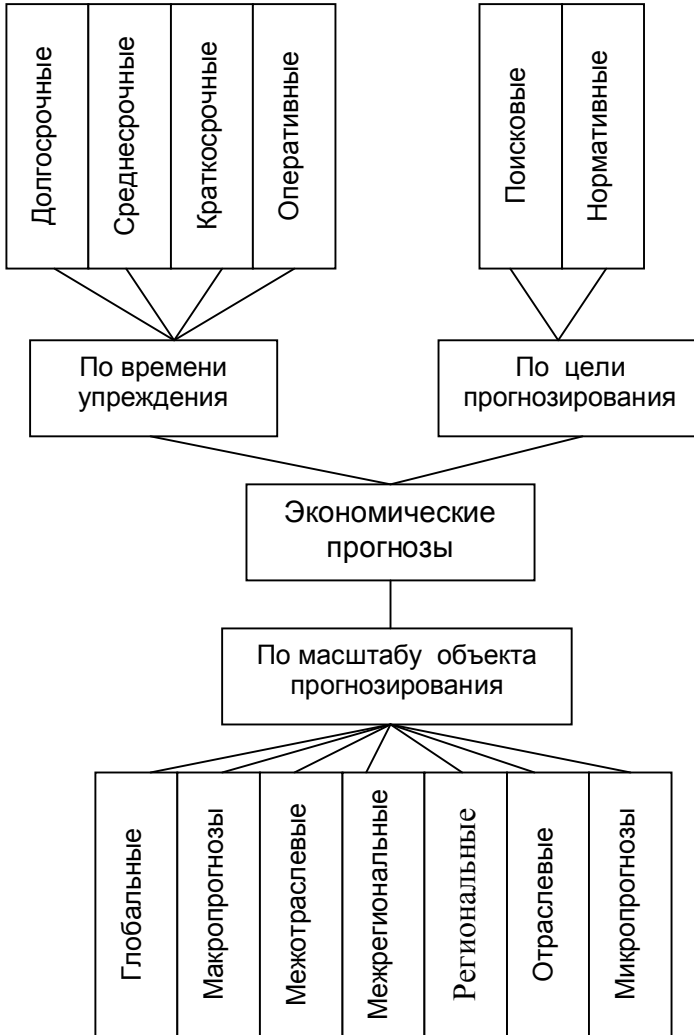 Долгосрочные
Среднесрочные
Краткосрочные
Оперативные
Поисковые
Нормативные
По времени
упреждения
По цели
прогнозирования
Экономические
прогнозы
По масштабу объекта
прогнозирования
Глобальные
Макропрогнозы
Межотраслевые
Межрегиональные
Региональные
Отраслевые
Микропрогнозы